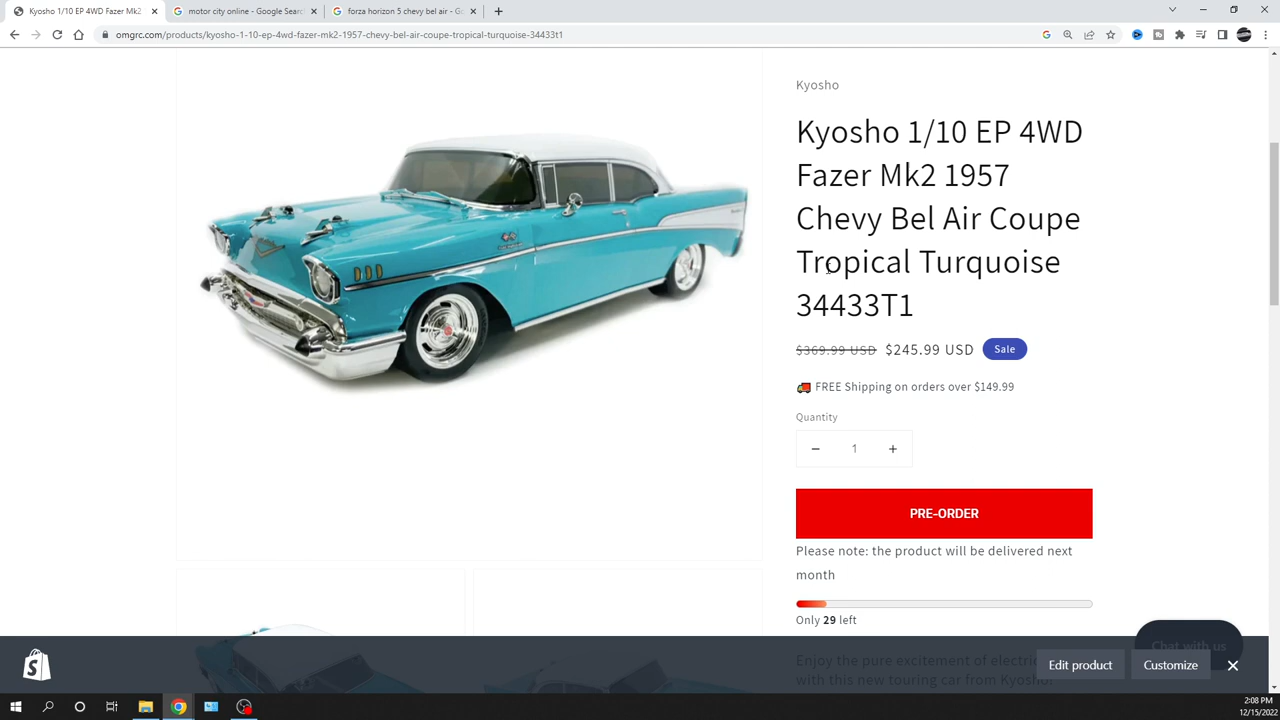 Kyosho 1/10 EP 4WD Fazer Mk2
motor city online - Google Searc
forza horizon 5 chevy bel air - Go
omgrc.com/products/kyosho-1-10-ep-4wd-fazer-mk2-1957-chevy-bel-air-coupe-tropical-turquoise-34433t1
Kyosho
Kyosho 1/10 EP 4WD
Fazer Mk2 1957
Chevy Bel Air Coupe
Tropical Turquoise
34433T1
$369.99 USD $245.99 USD Sale
FREE Shipping on orders over $149.99
Quantity
− 1 +
PRE-ORDER
Please note: the product will be delivered next
month
Only 29 left
Chat with us
Enjoy the pure excitement of electri
with this new touring car from Kyosho!
Edit product
Customize
2:08 PM
12/15/2022